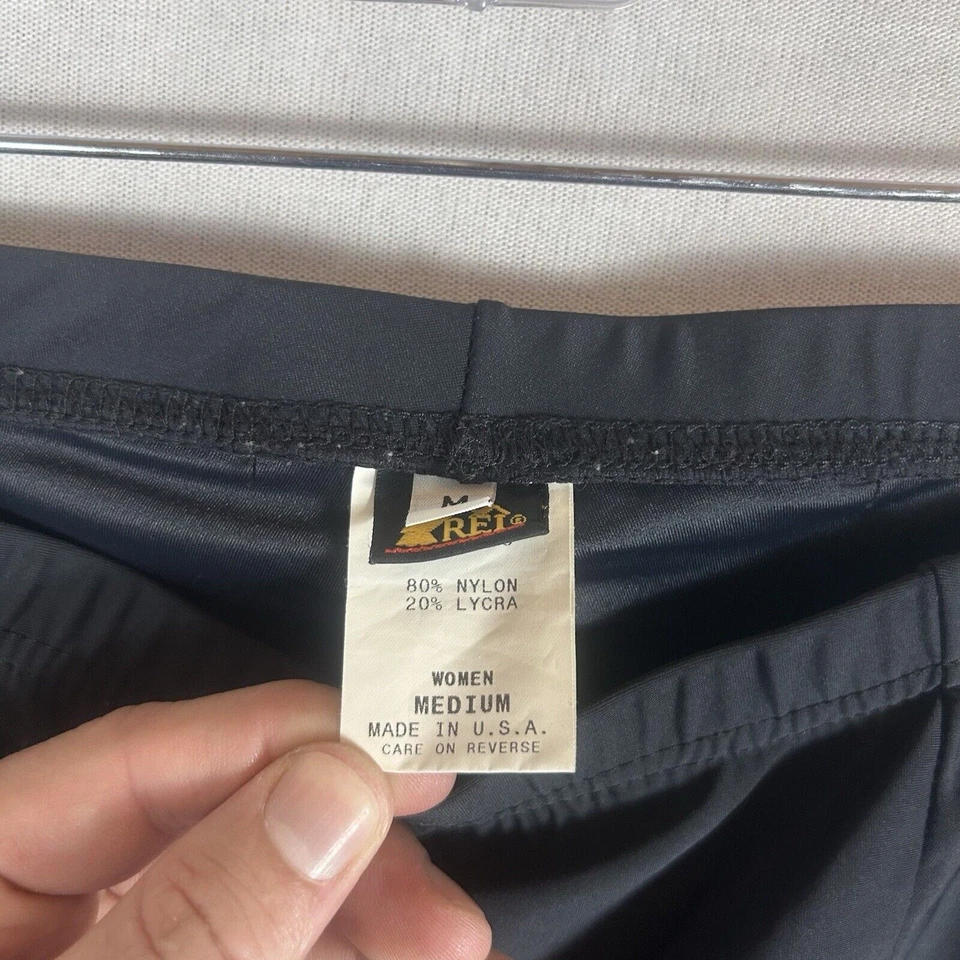 M
REI®
80% NYLON
20% LYCRA
WOMEN
MEDIUM
MADE IN U.S.A.
CARE ON REVERSE